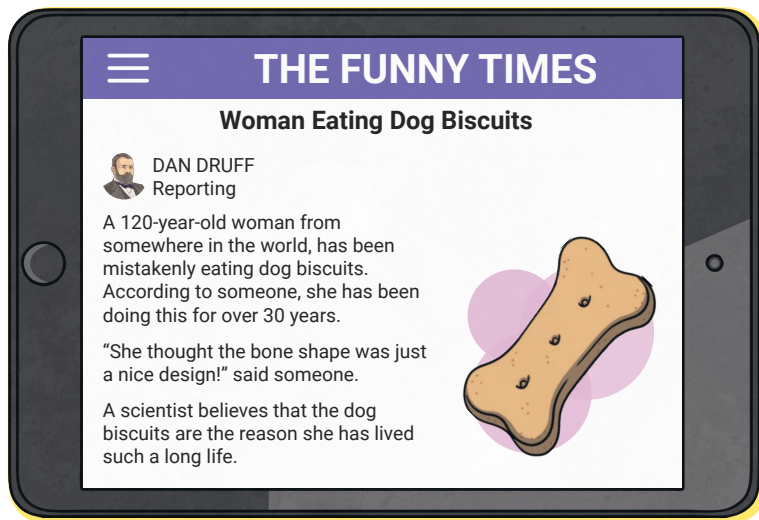 THE FUNNY TIMES
Woman Eating Dog Biscuits
DAN DRUFF
Reporting
A 120-year-old woman from
somewhere in the world, has been
mistakenly eating dog biscuits.
According to someone, she has been
doing this for over 30 years.
“She thought the bone shape was just
a nice design!” said someone.
A scientist believes that the dog
biscuits are the reason she has lived
such a long life.